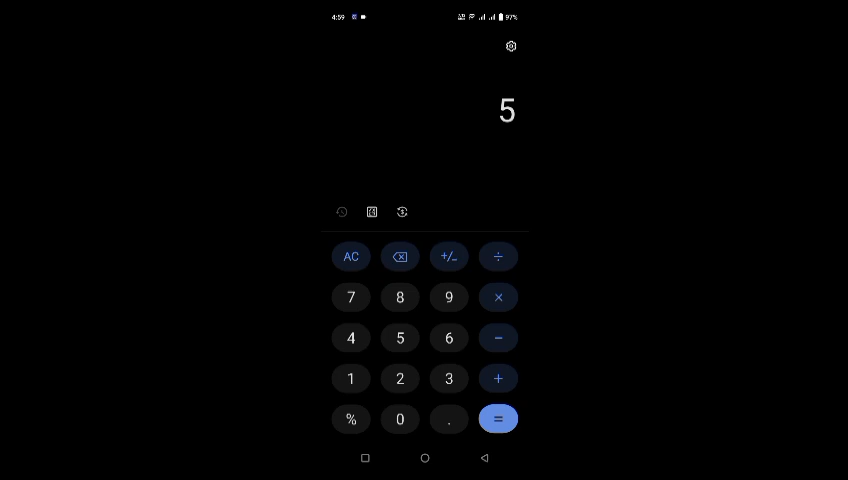 4:59 97%
5
AC +/- ÷
7 8 9 ×
4 5 6 −
1 2 3 +
% 0 . =